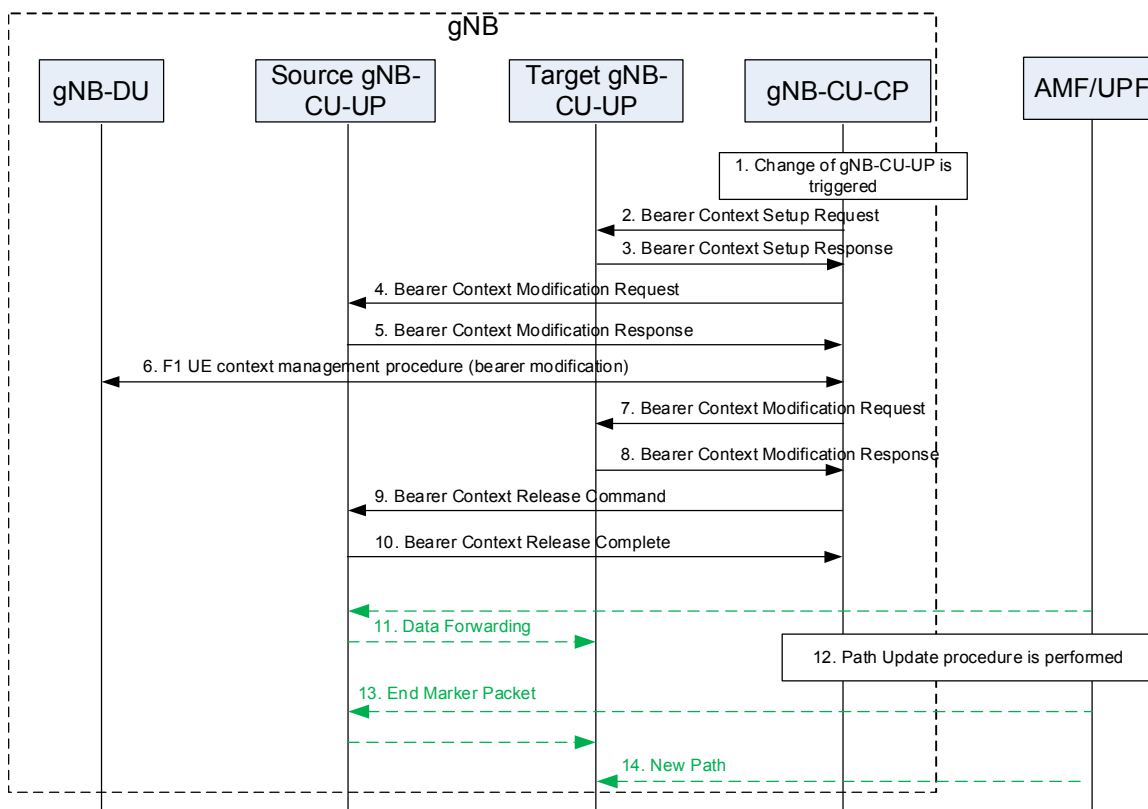 gNB
gNB-DU
Source gNB-
CU-UP
Target gNB-
CU-UP
gNB-CU-CP
AMF/UPF
1. Change of gNB-CU-UP is
triggered
2. Bearer Context Setup Request
3. Bearer Context Setup Response
4. Bearer Context Modification Request
5. Bearer Context Modification Response
6. F1 UE context management procedure (bearer modification)
7. Bearer Context Modification Request
8. Bearer Context Modification Response
9. Bearer Context Release Command
10. Bearer Context Release Complete
11. Data Forwarding
12. Path Update procedure is performed
13. End Marker Packet
14. New Path